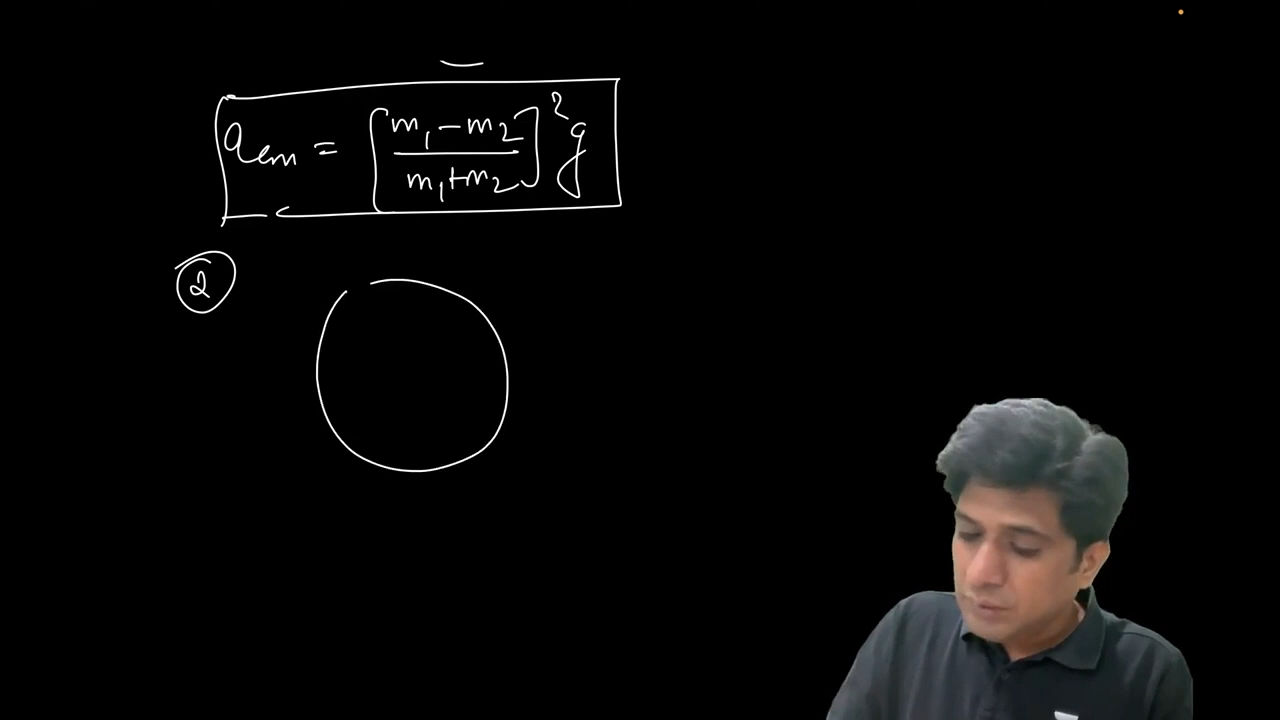 a_cm = [(m₁ - m₂)/(m₁ + m₂)]² g
②